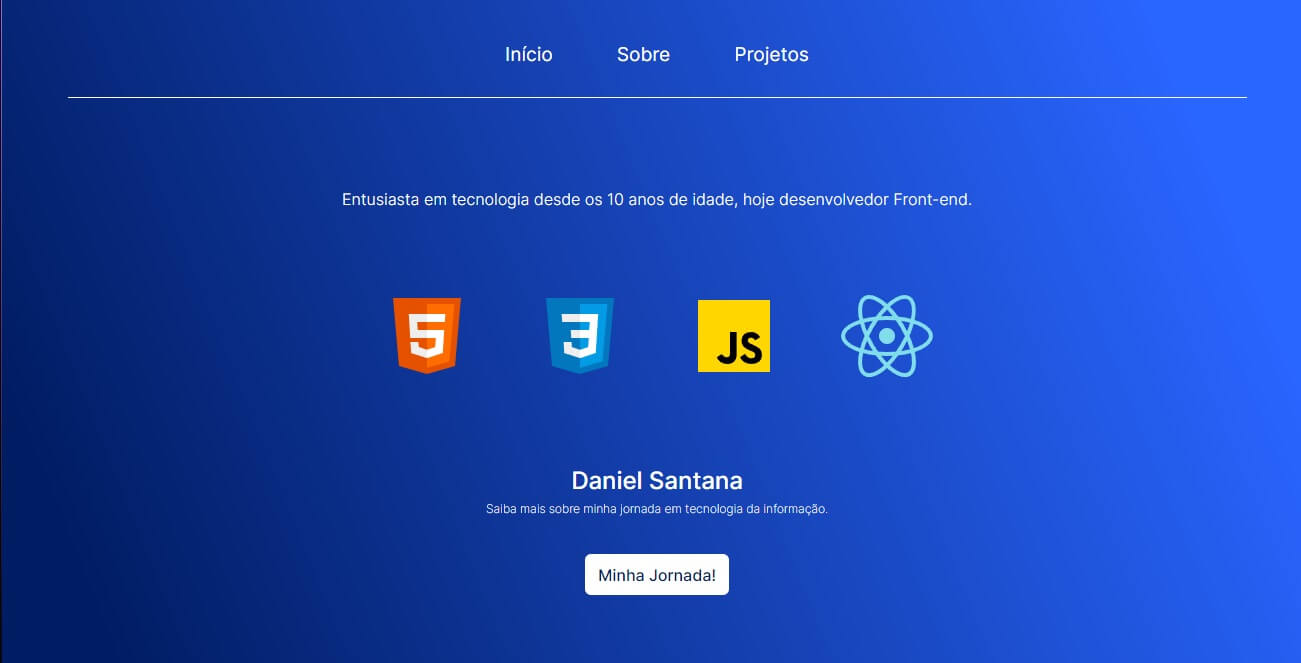 Início Sobre Projetos
Entusiasta em tecnologia desde os 10 anos de idade, hoje desenvolvedor Front-end.
5 3 JS
Daniel Santana
Saiba mais sobre minha jornada em tecnologia da informação.
Minha Jornada!